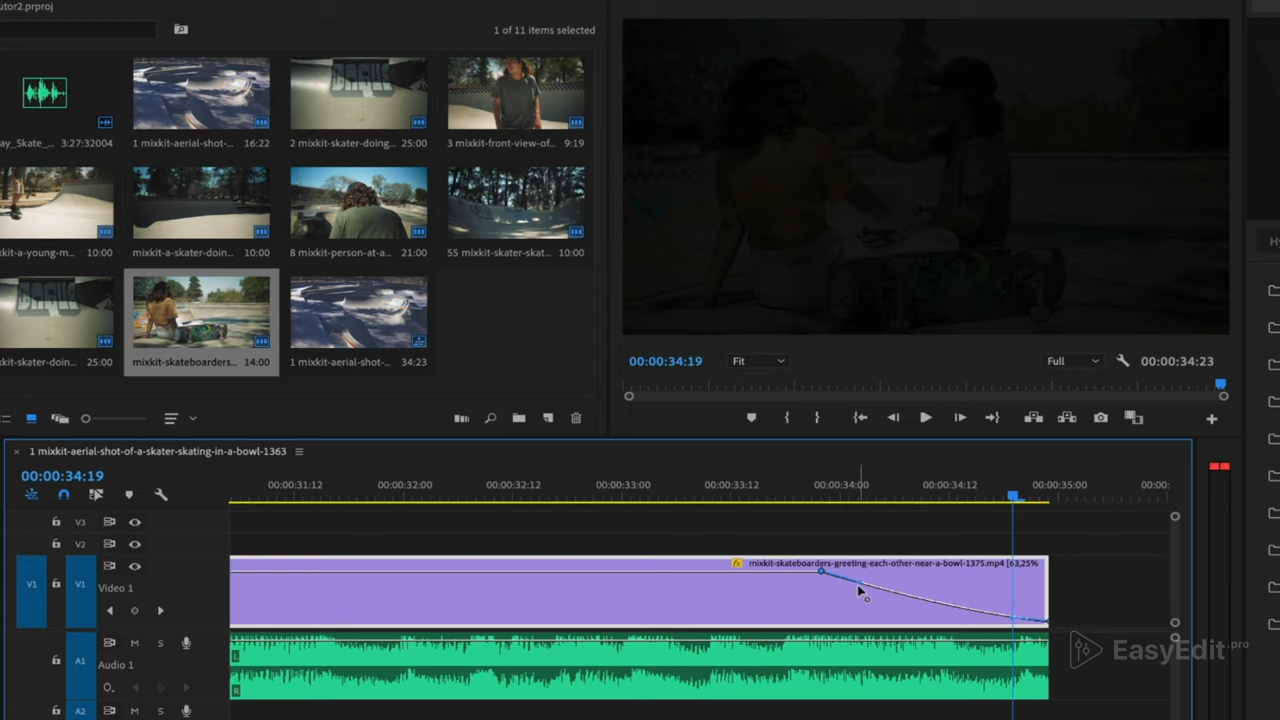 utor2.prproj
1 of 11 items selected
ay_Skate_... 3:27:32004
1 mixkit-aerial-shot-... 16:22
2 mixkit-skater-doing... 25:00
3 mixkit-front-view-of... 9:19
xkit-a-young-m... 10:00
mixkit-a-skater-doin... 10:00
8 mixkit-person-at-a... 21:00
55 mixkit-skater-skat... 10:00
kit-skater-doin... 25:00
mixkit-skateboarders... 14:00
1 mixkit-aerial-shot-... 34:23
00:00:34:19
Fit
Full
00:00:34:23
Hy
× 1 mixkit-aerial-shot-of-a-skater-skating-in-a-bowl-1363
00:00:34:19
00:00:31:12 00:00:32:00 00:00:32:12 00:00:33:00 00:00:33:12 00:00:34:00 00:00:34:12 00:00:35:00 00:00:
V3
V2
fx mixkit-skateboarders-greeting-each-other-near-a-bowl-1375.mp4 [63,25%
V1 V1 Video 1
A1 M S
L
Audio 1
R
A2 M S
EasyEdit.pro